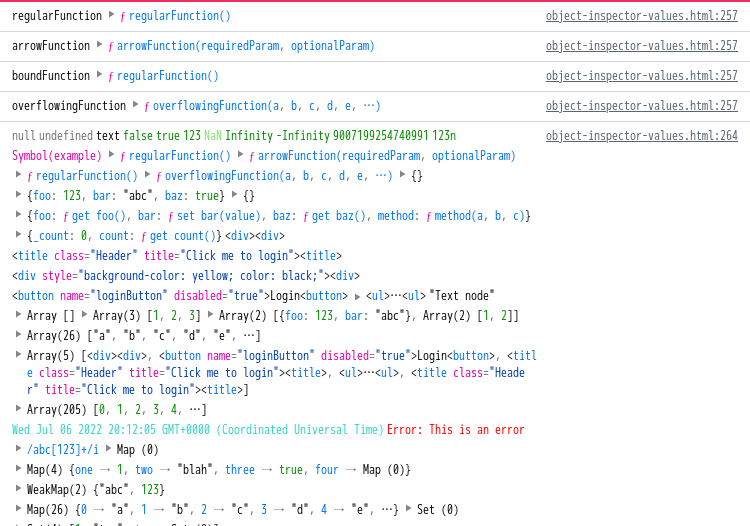 regularFunction ▶ ƒ regularFunction() object-inspector-values.html:257
arrowFunction ▶ ƒ arrowFunction(requiredParam, optionalParam) object-inspector-values.html:257
boundFunction ▶ ƒ regularFunction() object-inspector-values.html:257
overflowingFunction ▶ ƒ overflowingFunction(a, b, c, d, e, …) object-inspector-values.html:257
null undefined text false true 123 NaN Infinity -Infinity 9007199254740991 123n object-inspector-values.html:264
Symbol(example) ▶ ƒ regularFunction() ▶ ƒ arrowFunction(requiredParam, optionalParam)
▶ ƒ regularFunction() ▶ ƒ overflowingFunction(a, b, c, d, e, …) ▶ {}
▶ {foo: 123, bar: "abc", baz: true} ▶ {}
▶ {foo: ƒ get foo(), bar: ƒ set bar(value), baz: ƒ get baz(), method: ƒ method(a, b, c)}
▶ {_count: 0, count: ƒ get count()} <div><div>
<title class="Header" title="Click me to login"><title>
<div style="background-color: yellow; color: black;"><div>
<button name="loginButton" disabled="true">Login<button> ▶ <ul>…<ul> "Text node"
▶ Array [] ▶ Array(3) [1, 2, 3] ▶ Array(2) [{foo: 123, bar: "abc"}, Array(2) [1, 2]]
▶ Array(26) ["a", "b", "c", "d", "e", …]
▶ Array(5) [<div><div>, <button name="loginButton" disabled="true">Login<button>, <titl
e class="Header" title="Click me to login"><title>, <ul>…<ul>, <title class="Heade
r" title="Click me to login"><title>]
▶ Array(205) [0, 1, 2, 3, 4, …]
Wed Jul 06 2022 20:12:05 GMT+0000 (Coordinated Universal Time) Error: This is an error
▶ /abc[123]+/i ▶ Map (0)
▶ Map(4) {one → 1, two → "blah", three → true, four → Map (0)}
▶ WeakMap(2) {"abc", 123}
▶ Map(26) {0 → "a", 1 → "b", 2 → "c", 3 → "d", 4 → "e", …} ▶ Set (0)